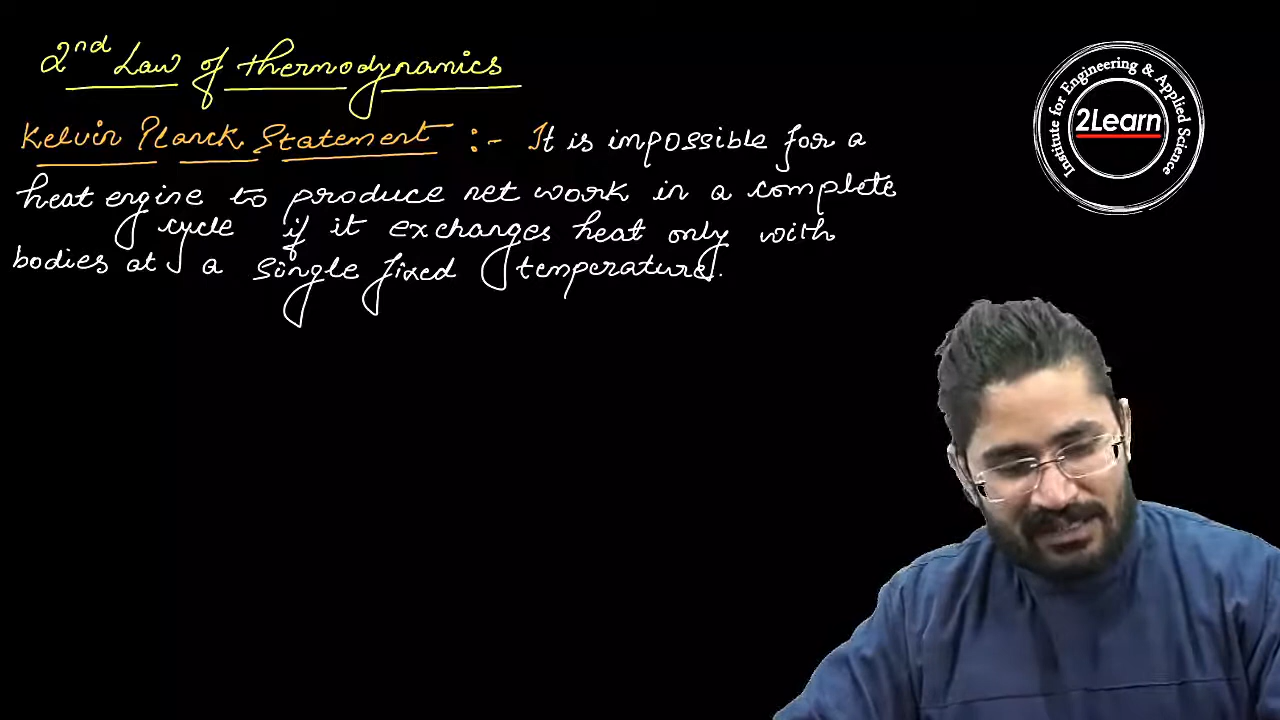 2nd Law of thermodynamics
Kelvin Planck Statement :- It is impossible for a
heat engine to produce net work in a complete
cycle if it exchanges heat only with
bodies at a single fixed temperature.
Institute for Engineering & Applied Science
2Learn